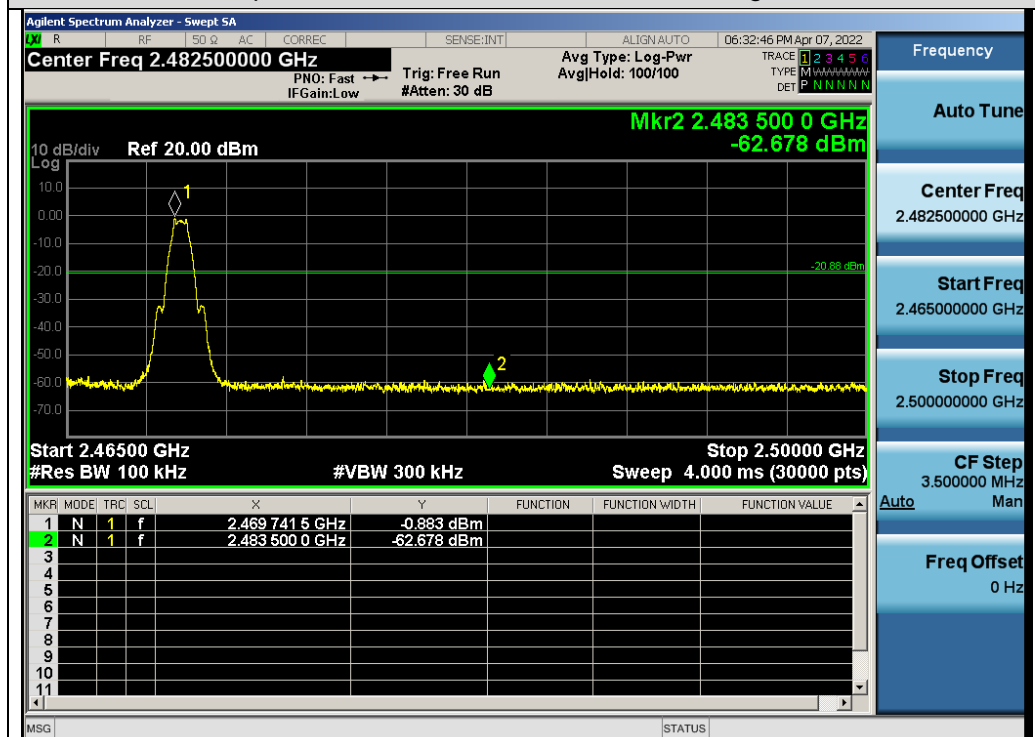 Agilent Spectrum Analyzer - Swept SA
LXI R RF 50 Ω AC CORREC SENSE:INT ALIGN AUTO 06:32:46 PM Apr 07, 2022
Center Freq 2.482500000 GHz
PNO: Fast
IFGain:Low
Trig: Free Run
#Atten: 30 dB
Avg Type: Log-Pwr
Avg|Hold: 100/100
TRACE 1 2 3 4 5 6
TYPE M
DET P N N N N N
Mkr2 2.483 500 0 GHz
-62.678 dBm
10 dB/div Ref 20.00 dBm
Log
10.0
0.00
-10.0
-20.0
-30.0
-40.0
-50.0
-60.0
-70.0
1
-20.88 dBm
2
Start 2.46500 GHz Stop 2.50000 GHz
#Res BW 100 kHz #VBW 300 kHz Sweep 4.000 ms (30000 pts)
MKR MODE TRC SCL X Y FUNCTION FUNCTION WIDTH FUNCTION VALUE
1 N 1 f 2.469 741 5 GHz -0.883 dBm
2 N 1 f 2.483 500 0 GHz -62.678 dBm
3
4
5
6
7
8
9
10
11
MSG STATUS
Frequency
Auto Tune
Center Freq
2.482500000 GHz
Start Freq
2.465000000 GHz
Stop Freq
2.500000000 GHz
CF Step
3.500000 MHz
Auto Man
Freq Offset
0 Hz